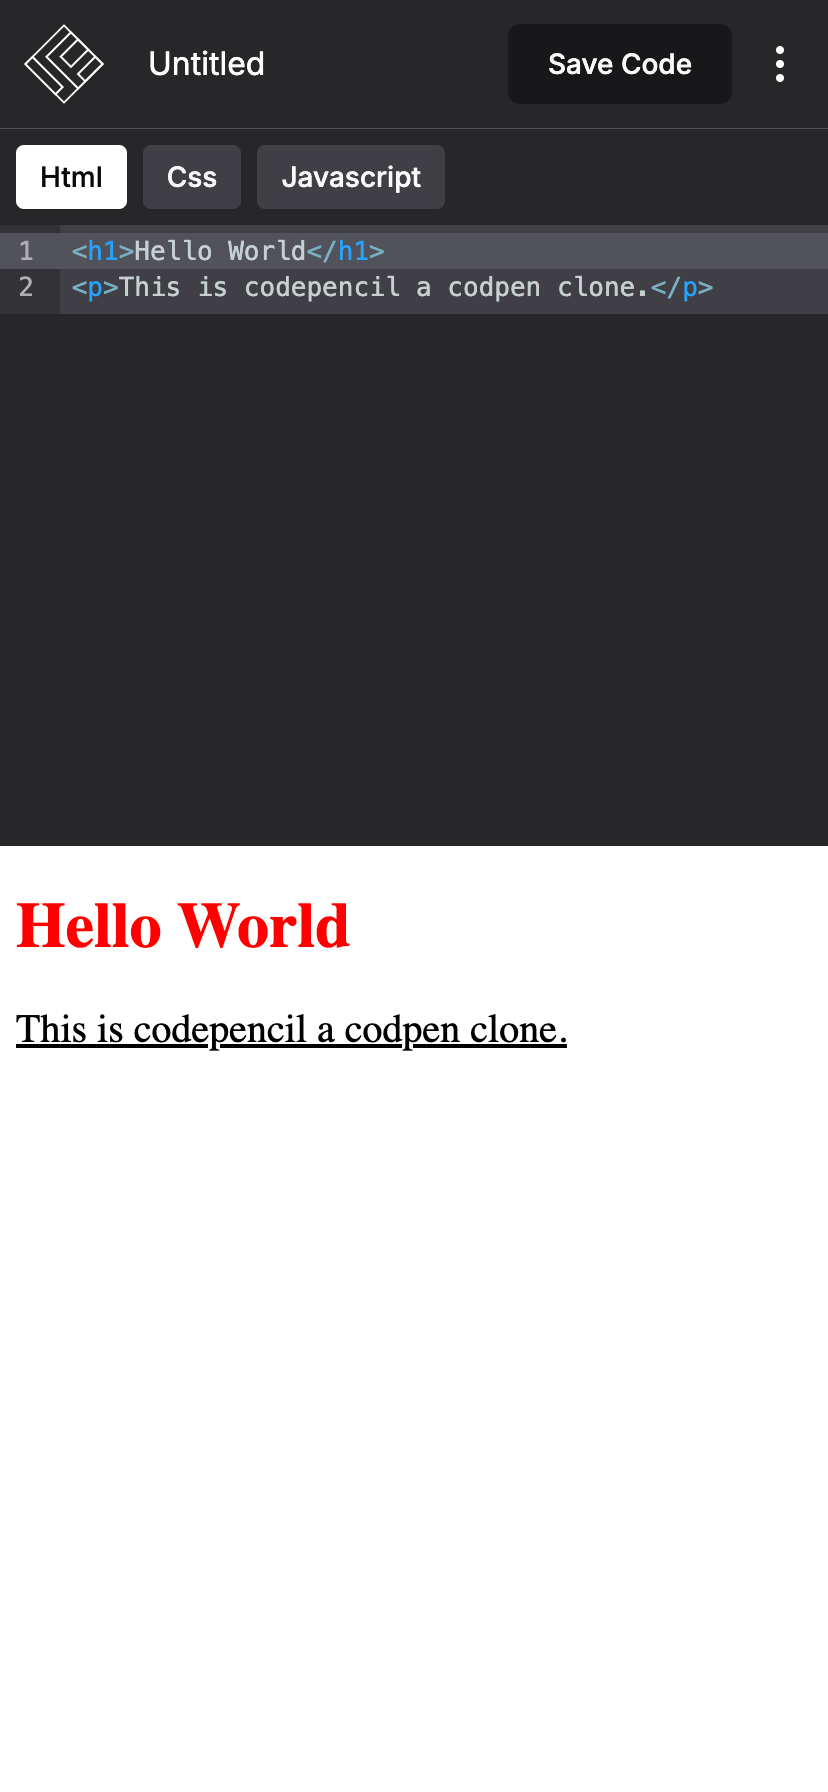 Untitled
Save Code
Html Css Javascript
1 <h1>Hello World</h1>
2 <p>This is codepencil a codpen clone.</p>
Hello World
This is codepencil a codpen clone.